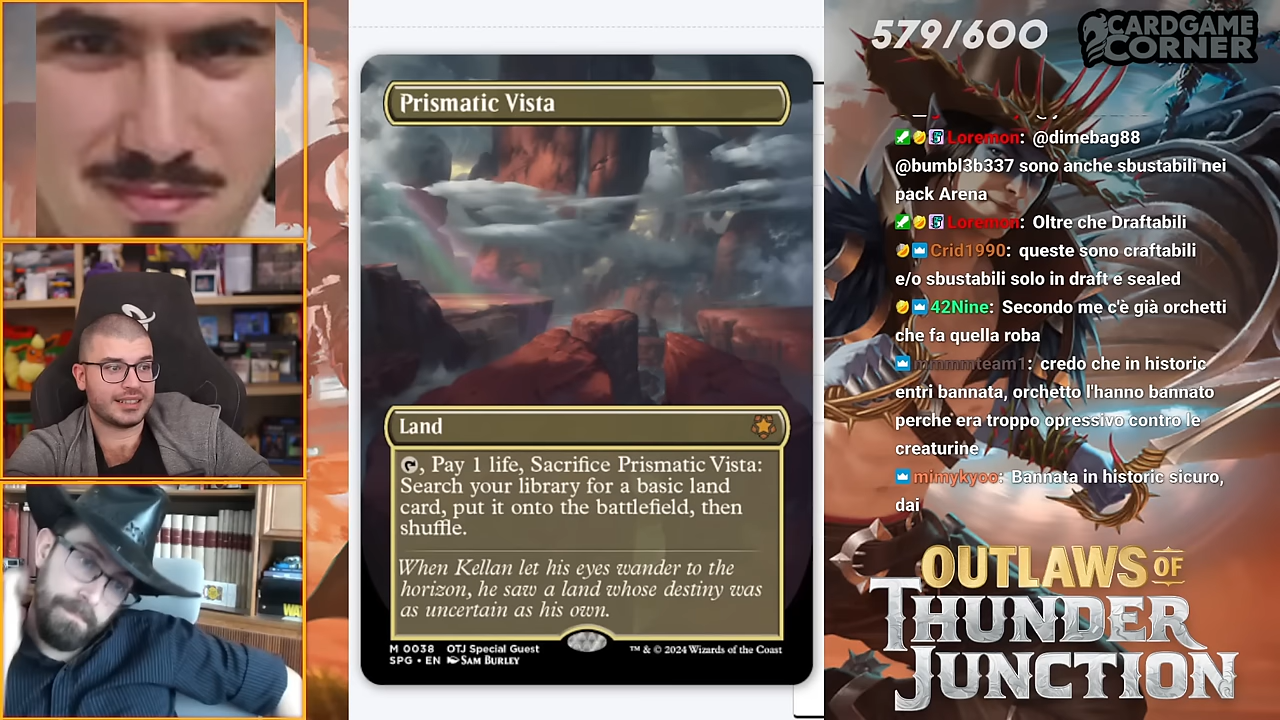 Prismatic Vista
Land
, Pay 1 life, Sacrifice Prismatic Vista:
Search your library for a basic land
card, put it onto the battlefield, then
shuffle.
When Kellan let his eyes wander to the
horizon, he saw a land whose destiny was
as uncertain as his own.
M 0038 OTJ Special Guest
SPG • EN SAM BURLEY
™ & © 2024 Wizards of the Coast
579/600
CARDGAME
CORNER
Loremon: @dimebag88
@bumbl3b337 sono anche sbustabili nei
pack Arena
Loremon: Oltre che Draftabili
Crid1990: queste sono craftabili
e/o sbustabili solo in draft e sealed
42Nine: Secondo me c'è già orchetti
che fa quella roba
mmmmteam1: credo che in historic
entri bannata, orchetto l'hanno bannato
perche era troppo oppressivo contro le
creaturine
mimykyoo: Bannata in historic sicuro,
dai
OUTLAWS OF
THUNDER
JUNCTION